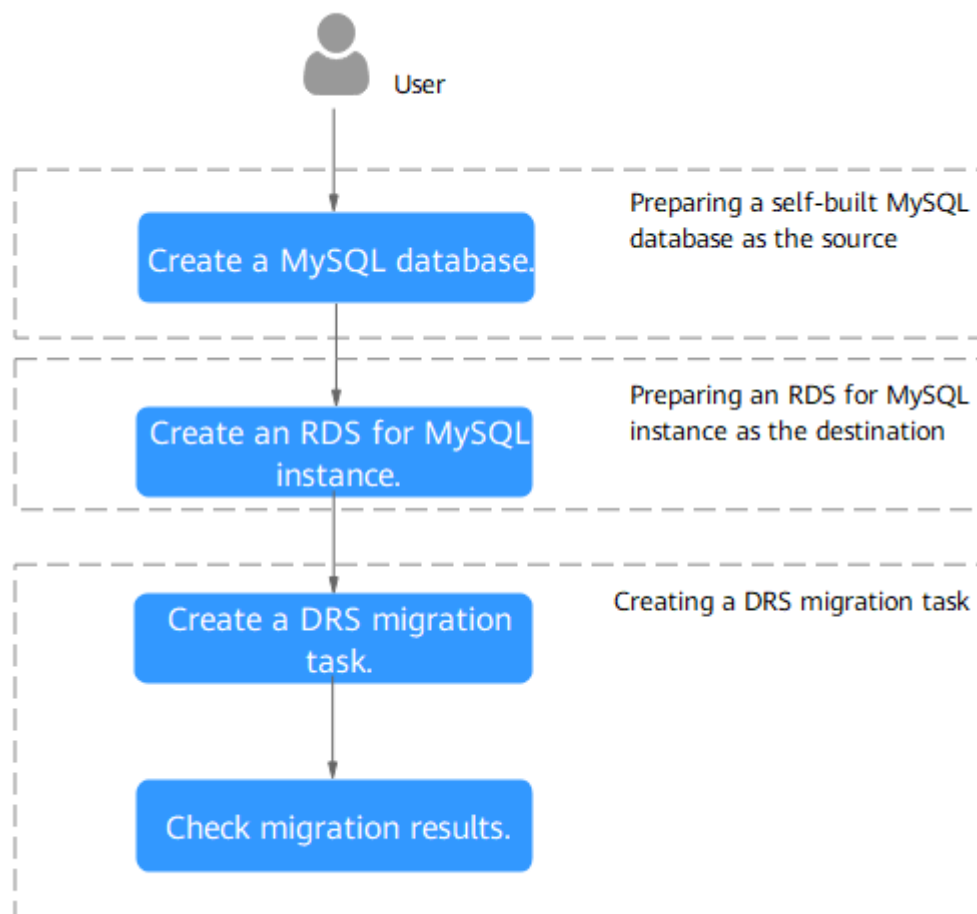 User
Preparing a self-built MySQL
database as the source
Create a MySQL database.
Preparing an RDS for MySQL
instance as the destination
Create an RDS for MySQL
instance.
Creating a DRS migration task
Create a DRS migration
task.
Check migration results.